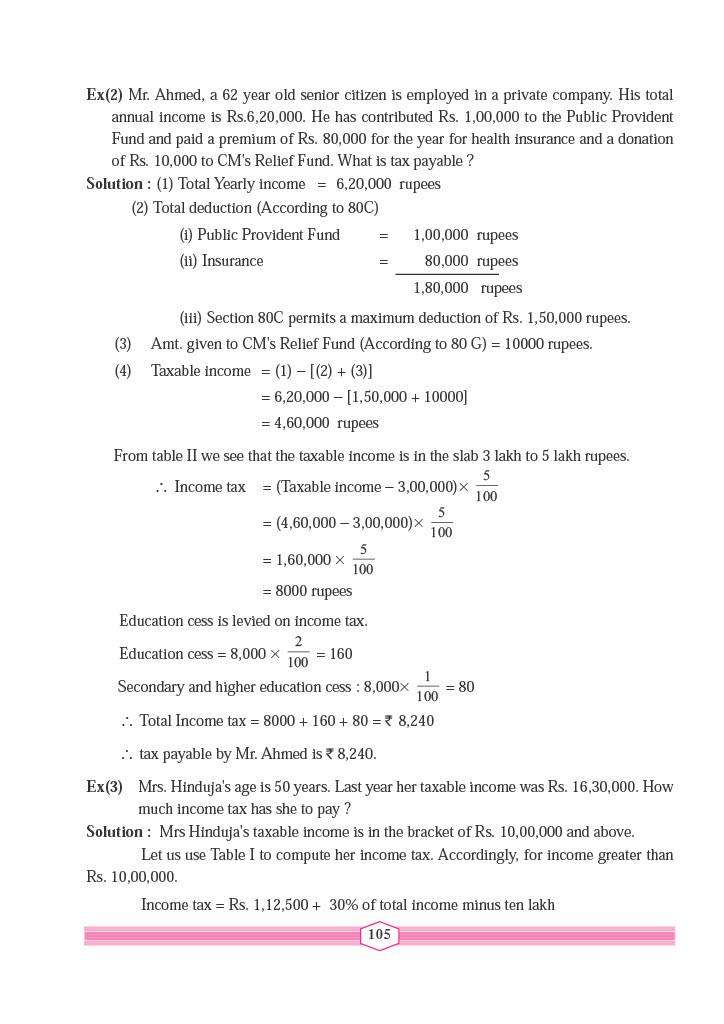 Ex(2) Mr. Ahmed, a 62 year old senior citizen is employed in a private company. His total
annual income is Rs.6,20,000. He has contributed Rs. 1,00,000 to the Public Provident
Fund and paid a premium of Rs. 80,000 for the year for health insurance and a donation
of Rs. 10,000 to CM's Relief Fund. What is tax payable ?
Solution : (1) Total Yearly income = 6,20,000 rupees
(2) Total deduction (According to 80C)
(i) Public Provident Fund = 1,00,000 rupees
(ii) Insurance = 80,000 rupees
1,80,000 rupees
(iii) Section 80C permits a maximum deduction of Rs. 1,50,000 rupees.
(3) Amt. given to CM's Relief Fund (According to 80 G) = 10000 rupees.
(4) Taxable income = (1) − [(2) + (3)]
= 6,20,000 − [1,50,000 + 10000]
= 4,60,000 rupees
From table II we see that the taxable income is in the slab 3 lakh to 5 lakh rupees.
∴ Income tax = (Taxable income − 3,00,000)× 5/100
= (4,60,000 − 3,00,000)× 5/100
= 1,60,000 × 5/100
= 8000 rupees
Education cess is levied on income tax.
Education cess = 8,000 × 2/100 = 160
Secondary and higher education cess : 8,000× 1/100 = 80
∴ Total Income tax = 8000 + 160 + 80 = ₹ 8,240
∴ tax payable by Mr. Ahmed is ₹ 8,240.
Ex(3) Mrs. Hinduja's age is 50 years. Last year her taxable income was Rs. 16,30,000. How
much income tax has she to pay ?
Solution : Mrs Hinduja's taxable income is in the bracket of Rs. 10,00,000 and above.
Let us use Table I to compute her income tax. Accordingly, for income greater than
Rs. 10,00,000.
Income tax = Rs. 1,12,500 + 30% of total income minus ten lakh
105